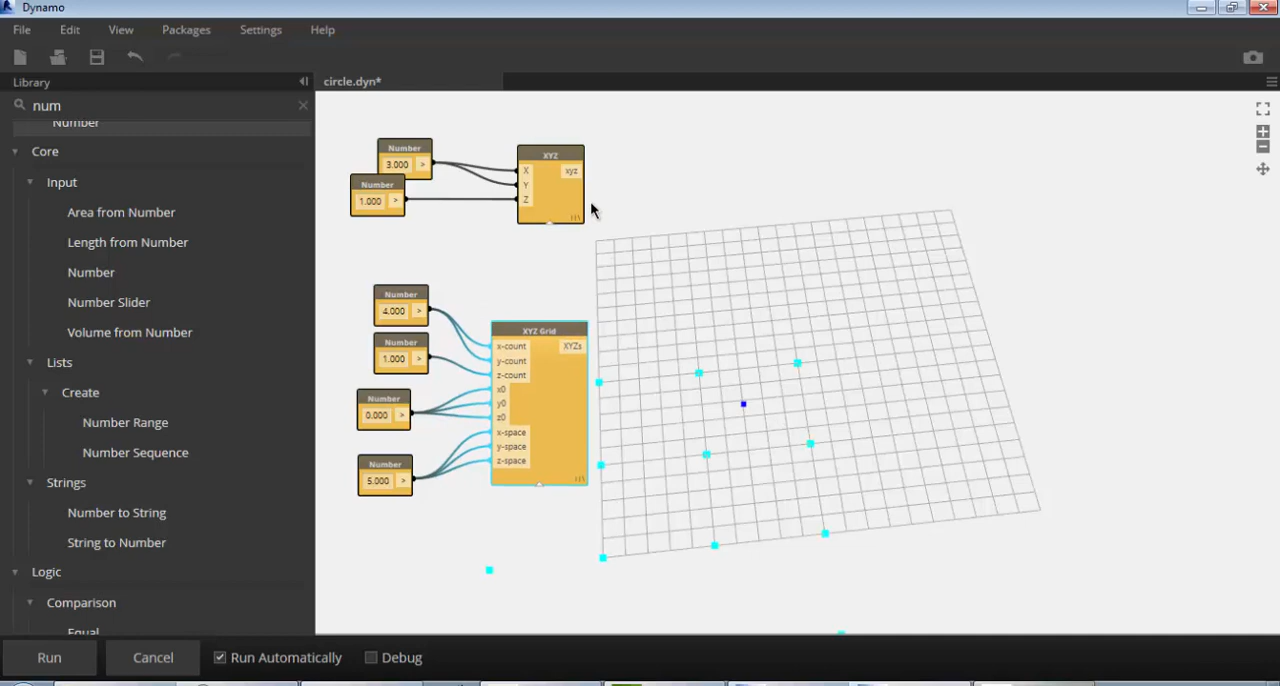 Dynamo
File Edit View Packages Settings Help
Library
circle.dyn*
num
Number
Core
Input
Area from Number
Length from Number
Number
Number Slider
Volume from Number
Lists
Create
Number Range
Number Sequence
Strings
Number to String
String to Number
Logic
Comparison
Equal
Number
3.000 >
Number
1.000 >
XYZ
X xyz
Y
Z
Number
4.000 >
Number
1.000 >
Number
0.000 >
Number
5.000 >
XYZ Grid
x-count XYZs
y-count
z-count
x0
y0
z0
x-space
y-space
z-space
Run Cancel Run Automatically Debug